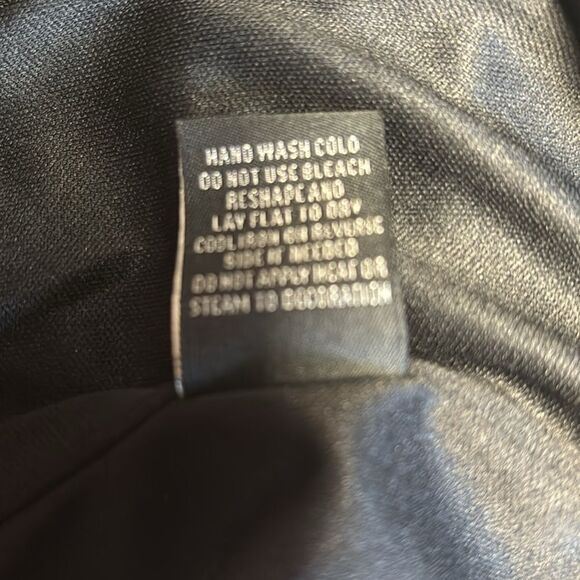 HAND WASH COLD
DO NOT USE BLEACH
RESHAPE AND
LAY FLAT TO DRY
COOL IRON ON REVERSE
SIDE IF NEEDED
DO NOT APPLY HEAT OR
STEAM TO DECORATION